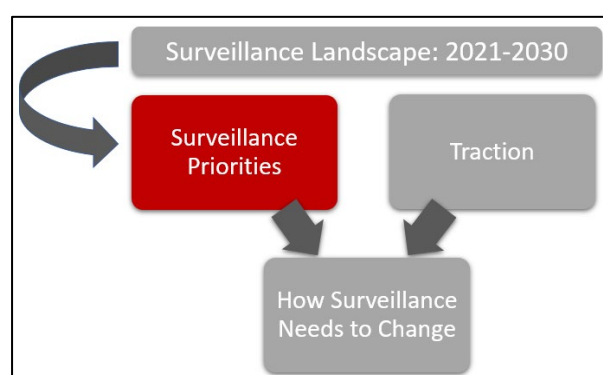 Surveillance Landscape: 2021-2030
Surveillance
Priorities
Traction
How Surveillance
Needs to Change